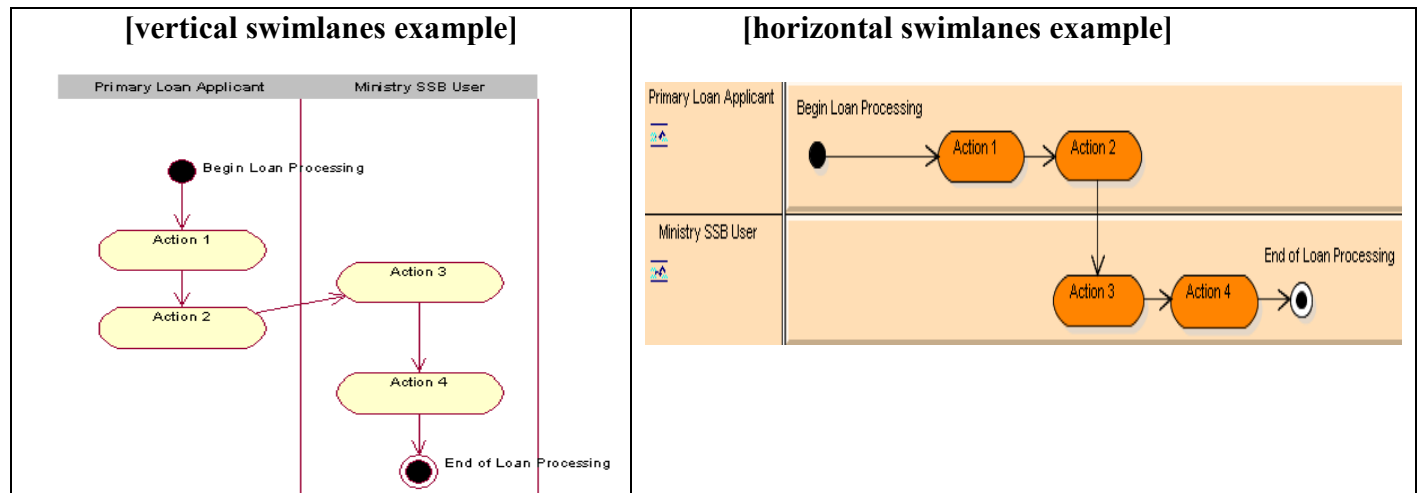 [vertical swimlanes example]
Primary Loan Applicant
Ministry SSB User
Begin Loan Processing
Action 1
Action 2
Action 3
Action 4
End of Loan Processing
[horizontal swimlanes example]
Primary Loan Applicant
Begin Loan Processing
Action 1
Action 2
Ministry SSB User
End of Loan Processing
Action 3
Action 4